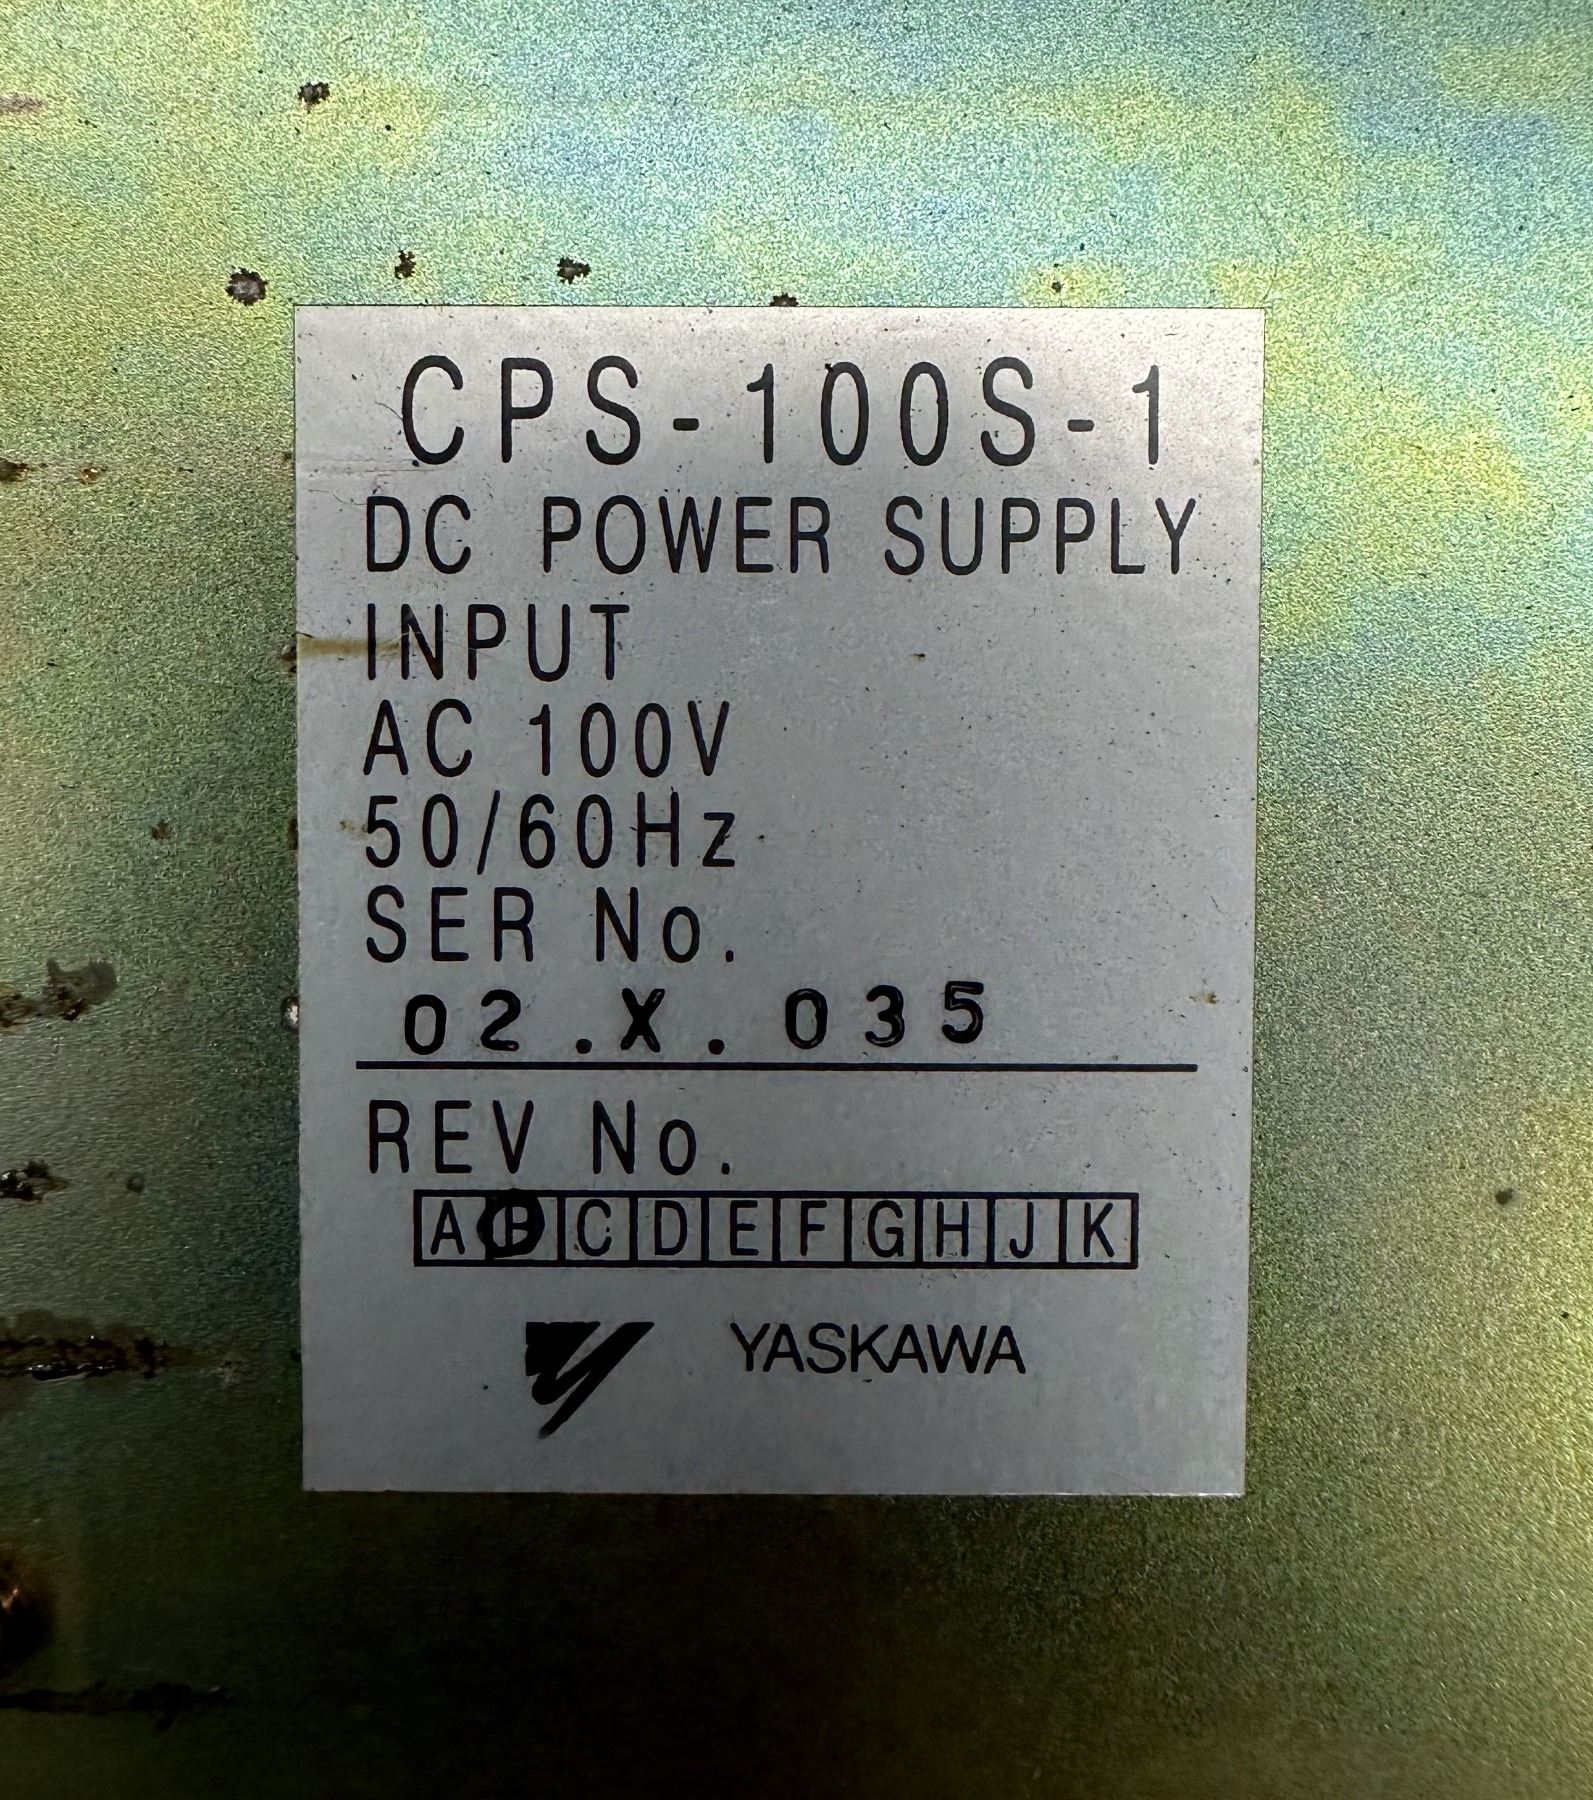 CPS-100S-1
DC POWER SUPPLY
INPUT
AC 100V
50/60Hz
SER No.
02.X.035
REV No.
A B C D E F G H J K
YASKAWA